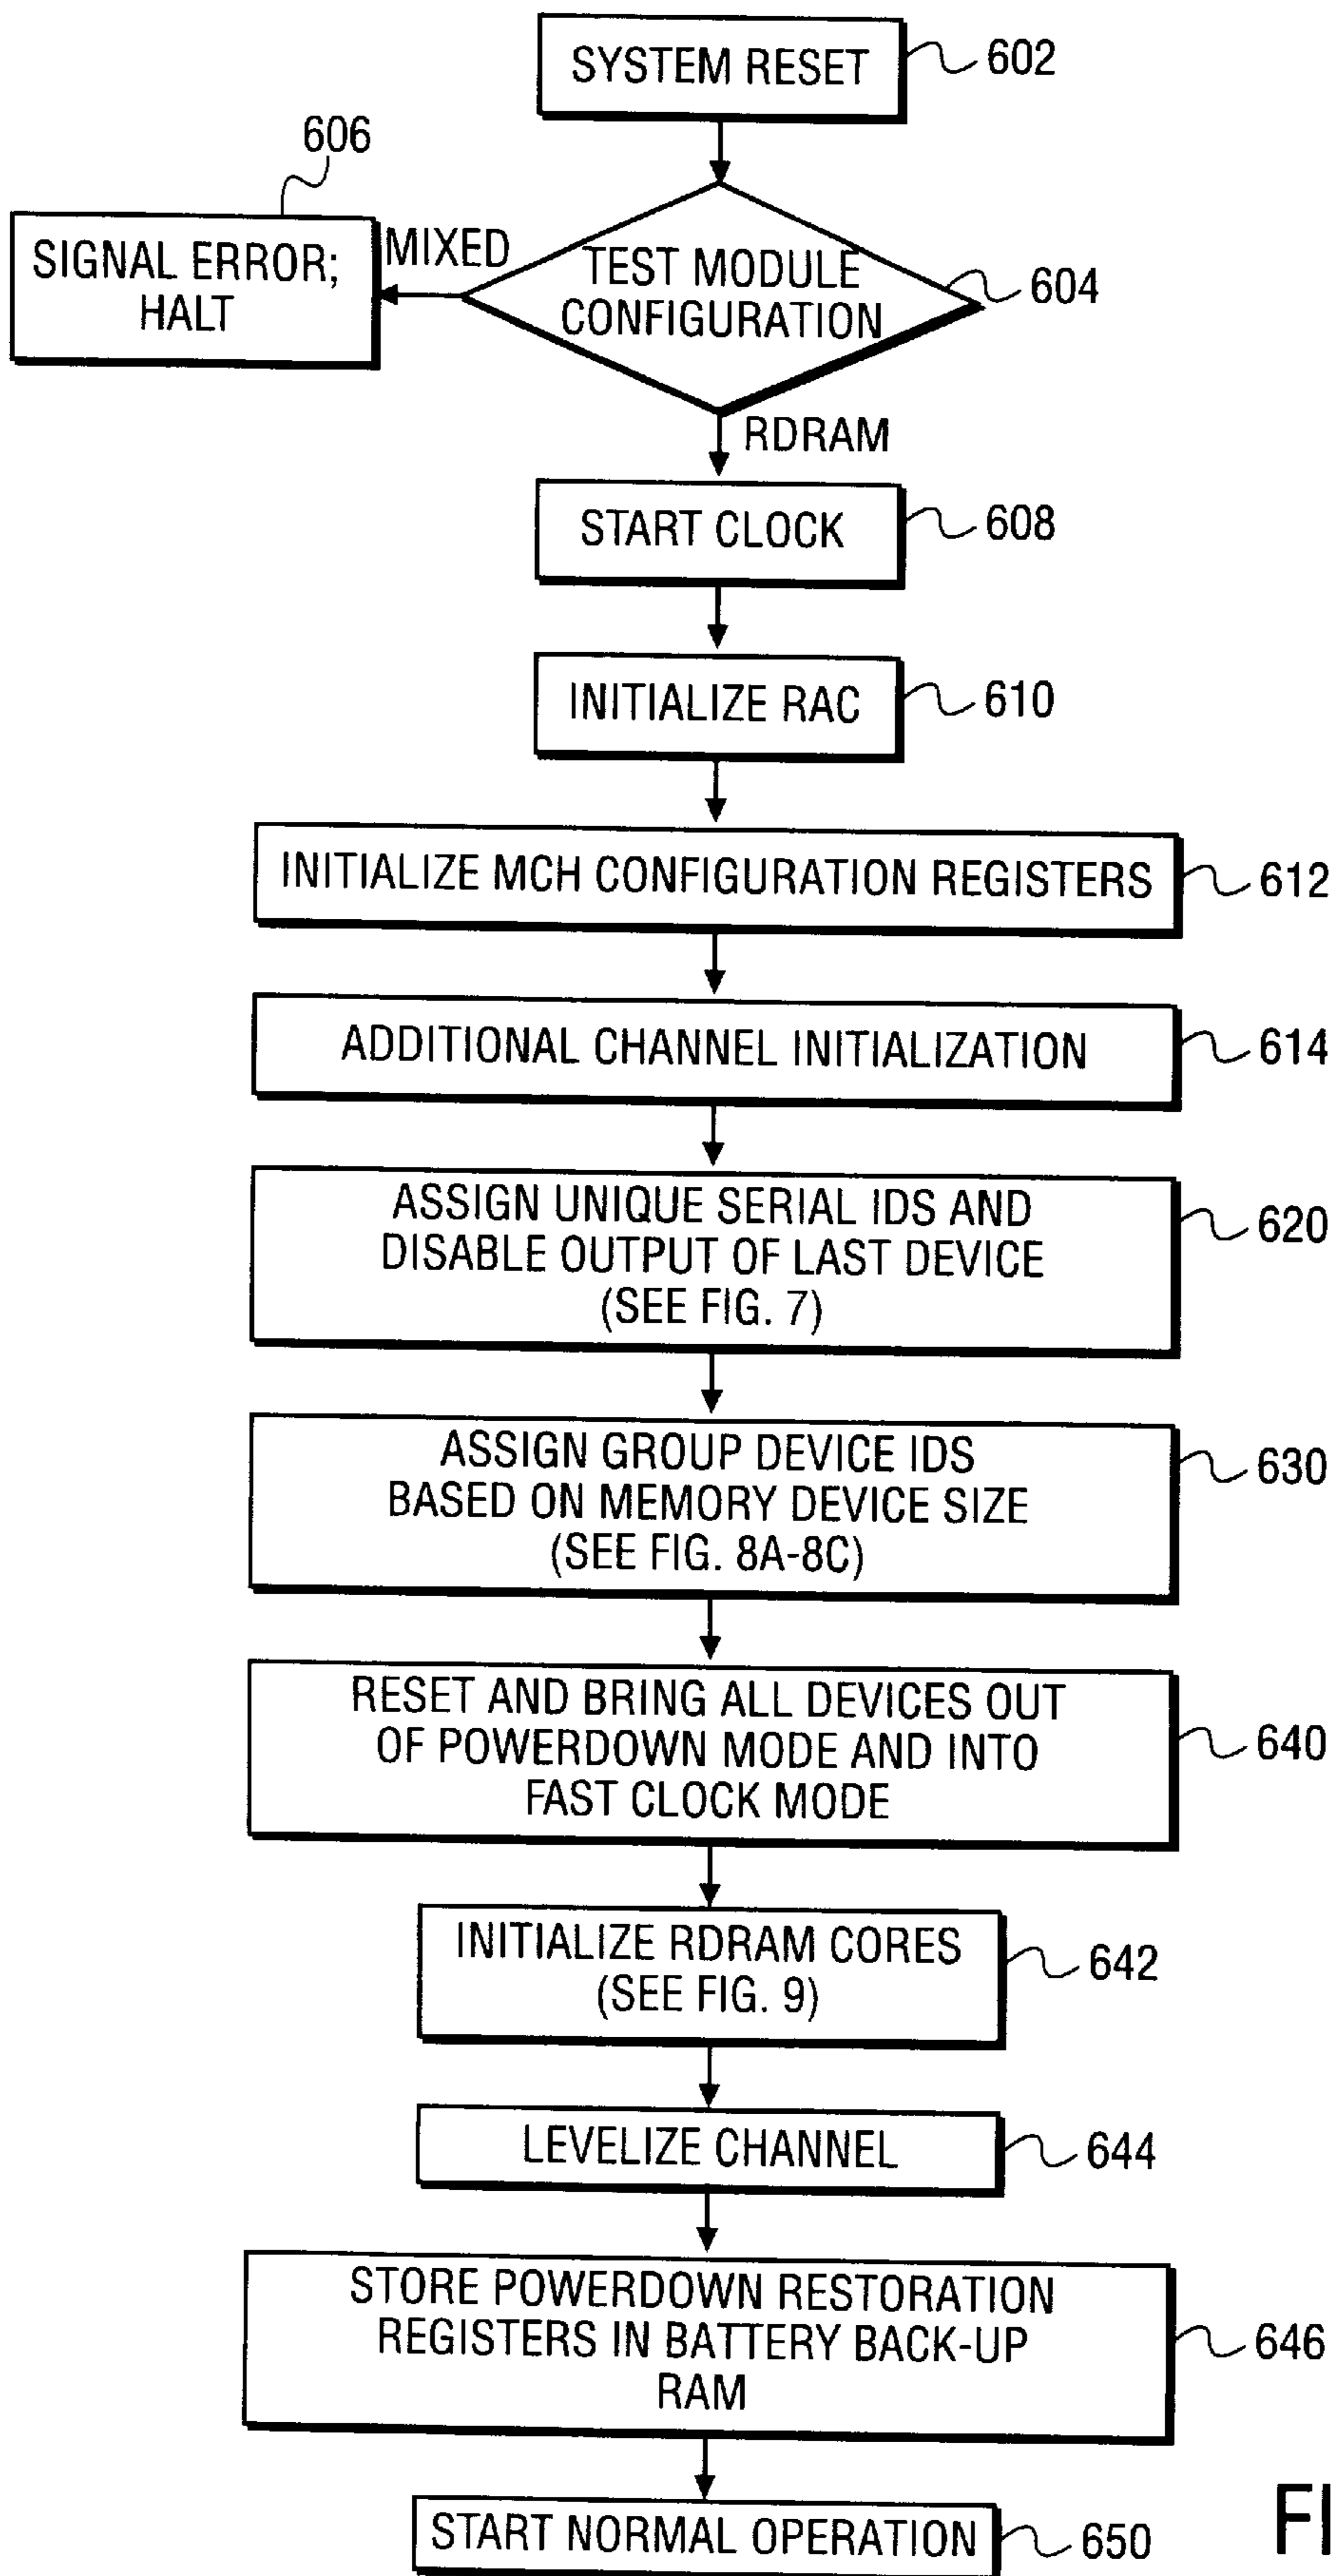 SYSTEM RESET
602
606
SIGNAL ERROR;
HALT
MIXED
TEST MODULE
CONFIGURATION
604
RDRAM
START CLOCK
608
INITIALIZE RAC
610
INITIALIZE MCH CONFIGURATION REGISTERS
612
ADDITIONAL CHANNEL INITIALIZATION
614
ASSIGN UNIQUE SERIAL IDS AND
DISABLE OUTPUT OF LAST DEVICE
(SEE FIG. 7)
620
ASSIGN GROUP DEVICE IDS
BASED ON MEMORY DEVICE SIZE
(SEE FIG. 8A-8C)
630
RESET AND BRING ALL DEVICES OUT
OF POWERDOWN MODE AND INTO
FAST CLOCK MODE
640
INITIALIZE RDRAM CORES
(SEE FIG. 9)
642
LEVELIZE CHANNEL
644
STORE POWERDOWN RESTORATION
REGISTERS IN BATTERY BACK-UP
RAM
646
START NORMAL OPERATION
650
FI